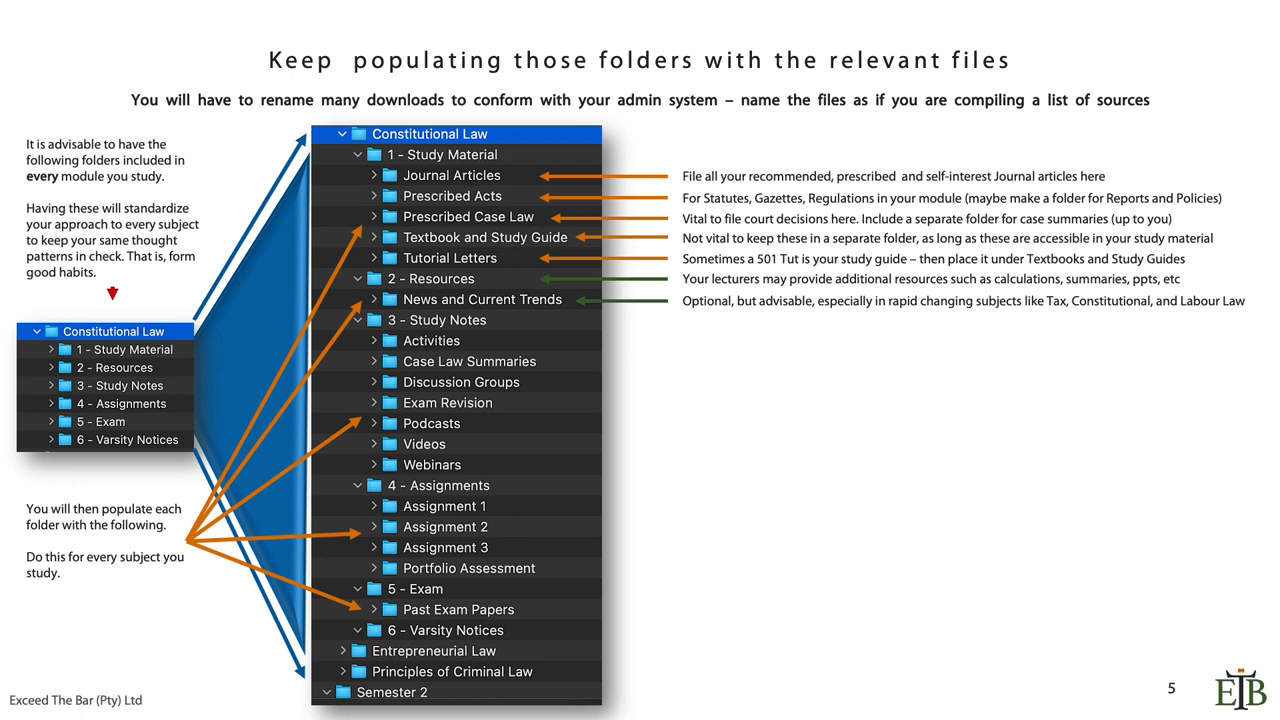 Keep populating those folders with the relevant files
You will have to rename many downloads to conform with your admin system – name the files as if you are compiling a list of sources
It is advisable to have the
following folders included in
every module you study.
Having these will standardize
your approach to every subject
to keep your same thought
patterns in check. That is, form
good habits.
Constitutional Law
1 - Study Material
2 - Resources
3 - Study Notes
4 - Assignments
5 - Exam
6 - Varsity Notices
You will then populate each
folder with the following.
Do this for every subject you
study.
Constitutional Law
1 - Study Material
Journal Articles
Prescribed Acts
Prescribed Case Law
Textbook and Study Guide
Tutorial Letters
2 - Resources
News and Current Trends
3 - Study Notes
Activities
Case Law Summaries
Discussion Groups
Exam Revision
Podcasts
Videos
Webinars
4 - Assignments
Assignment 1
Assignment 2
Assignment 3
Portfolio Assessment
5 - Exam
Past Exam Papers
6 - Varsity Notices
Entrepreneurial Law
Principles of Criminal Law
Semester 2
File all your recommended, prescribed and self-interest Journal articles here
For Statutes, Gazettes, Regulations in your module (maybe make a folder for Reports and Policies)
Vital to file court decisions here. Include a separate folder for case summaries (up to you)
Not vital to keep these in a separate folder, as long as these are accessible in your study material
Sometimes a 501 Tut is your study guide – then place it under Textbooks and Study Guides
Your lecturers may provide additional resources such as calculations, summaries, ppts, etc
Optional, but advisable, especially in rapid changing subjects like Tax, Constitutional, and Labour Law
Exceed The Bar (Pty) Ltd
5
ETB